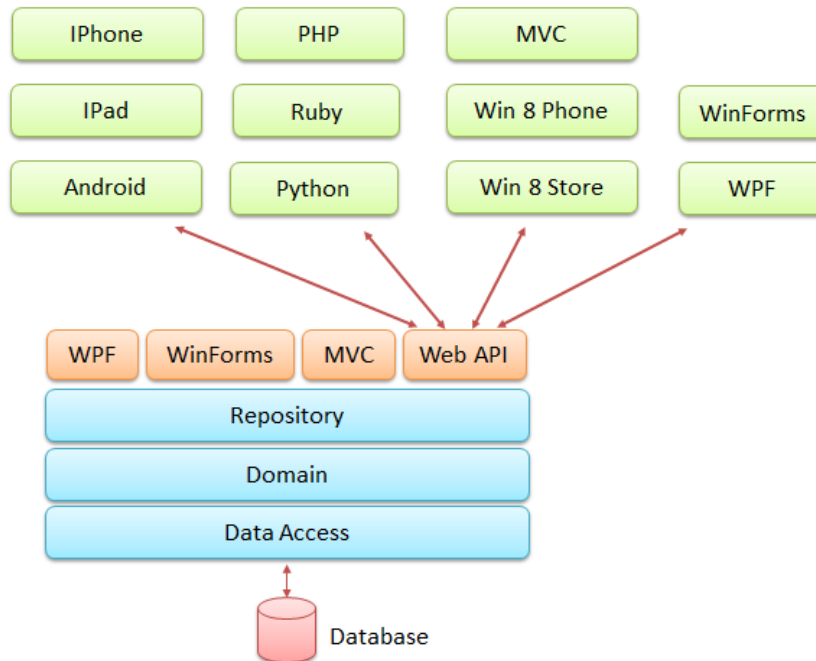 IPhone
PHP
MVC
IPad
Ruby
Win 8 Phone
WinForms
Android
Python
Win 8 Store
WPF
WPF
WinForms
MVC
Web API
Repository
Domain
Data Access
Database